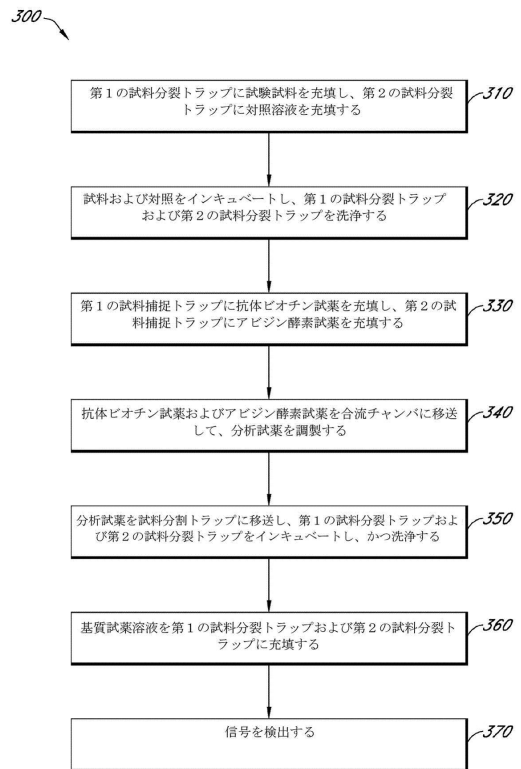 300
第1の試料分裂トラップに試験試料を充填し、第2の試料分裂
トラップに対照溶液を充填する
310
試料および対照をインキュベートし、第1の試料分裂トラップ
および第2の試料分裂トラップを洗浄する
320
第1の試料捕捉トラップに抗体ビオチン試薬を充填し、第2の試
料捕捉トラップにアビジン酵素試薬を充填する
330
抗体ビオチン試薬およびアビジン酵素試薬を合流チャンバに移送
して、分析試薬を調製する
340
分析試薬を試料分割トラップに移送し、第1の試料分裂トラップおよ
び第2の試料分裂トラップをインキュベートし、かつ洗浄する
350
基質試薬溶液を第1の試料分裂トラップおよび第2の試料分裂ト
ラップに充填する
360
信号を検出する
370